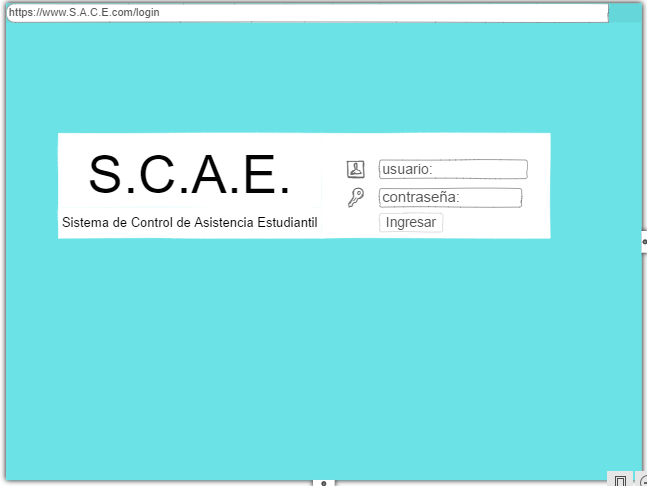 https://www.S.A.C.E.com/login
S.C.A.E.
Sistema de Control de Asistencia Estudiantil
usuario:
contraseña:
Ingresar